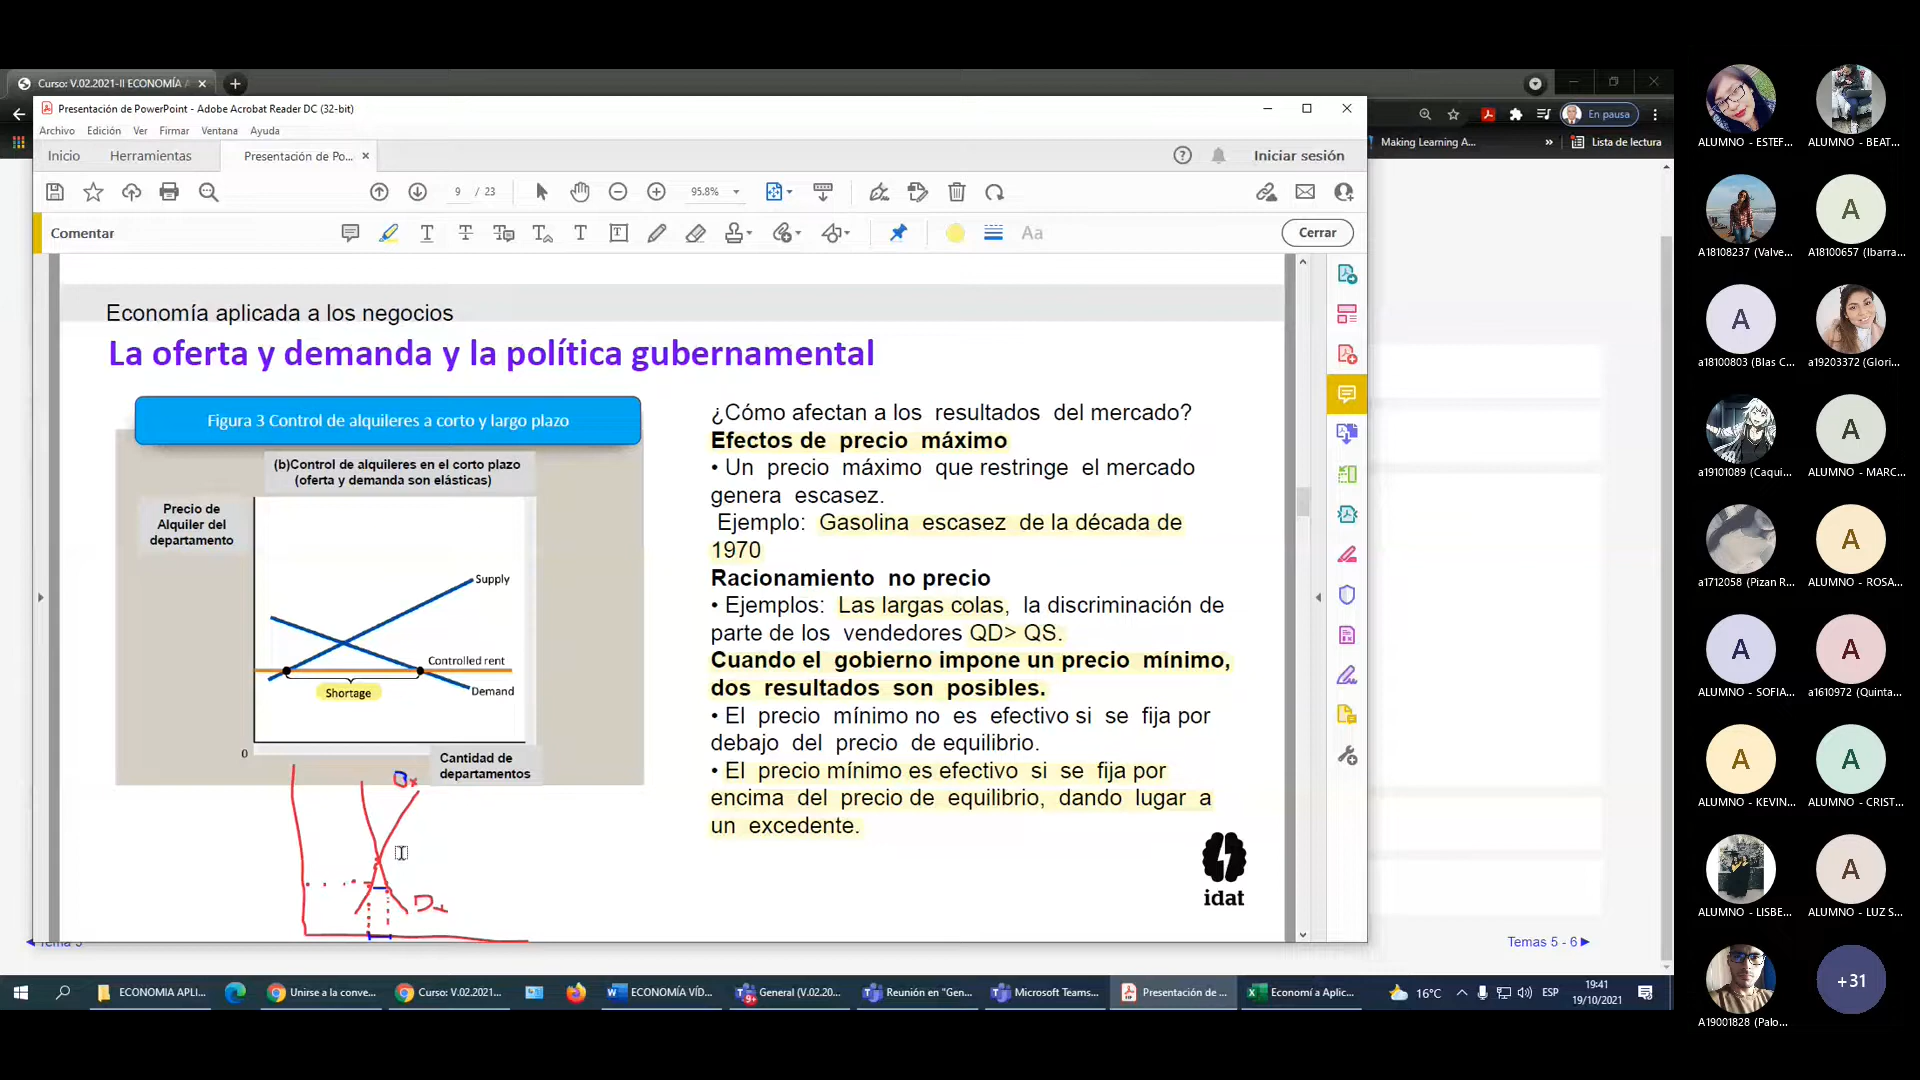 Curso: V.02.2021-II ECONOMÍA A
En pausa
Making Learning A...
Lista de lectura
Presentación de PowerPoint - Adobe Acrobat Reader DC (32-bit)
Archivo Edición Ver Firmar Ventana Ayuda
Inicio Herramientas Presentación de Po... Iniciar sesión
9 / 23 95.8%
Comentar Aa Cerrar
Economía aplicada a los negocios
La oferta y demanda y la política gubernamental
Figura 3 Control de alquileres a corto y largo plazo
(b)Control de alquileres en el corto plazo
(oferta y demanda son elásticas)
Precio de
Alquiler del
departamento
Supply
Controlled rent
Shortage
Demand
0
Cantidad de
departamentos
¿Cómo afectan a los resultados del mercado?
Efectos de precio máximo
• Un precio máximo que restringe el mercado
genera escasez.
Ejemplo: Gasolina escasez de la década de
1970
Racionamiento no precio
• Ejemplos: Las largas colas, la discriminación de
parte de los vendedores QD> QS.
Cuando el gobierno impone un precio mínimo,
dos resultados son posibles.
• El precio mínimo no es efectivo si se fija por
debajo del precio de equilibrio.
• El precio mínimo es efectivo si se fija por
encima del precio de equilibrio, dando lugar a
un excedente.
idat
Temas 5 - 6
ECONOMIA APLI...
Unirse a la conve...
Curso: V.02.2021...
ECONOMÍA VÍD...
General (V.02.20...
Reunión en "Gen...
Microsoft Teams...
Presentación de ...
Economí a Aplic...
16°C
ESP
19:41
19/10/2021
ALUMNO - ESTEF...
ALUMNO - BEAT...
A18108237 (Valve...
A18100657 (Ibarra...
a18100803 (Blas C...
a19203372 (Glori...
a19101089 (Caqui...
ALUMNO - MARC...
a1712058 (Pizan R...
ALUMNO - ROSA...
ALUMNO - SOFIA...
a1610972 (Quinta...
ALUMNO - KEVIN...
ALUMNO - CRIST...
ALUMNO - LISBE...
ALUMNO - LUZ S...
A19001828 (Palo...
+31